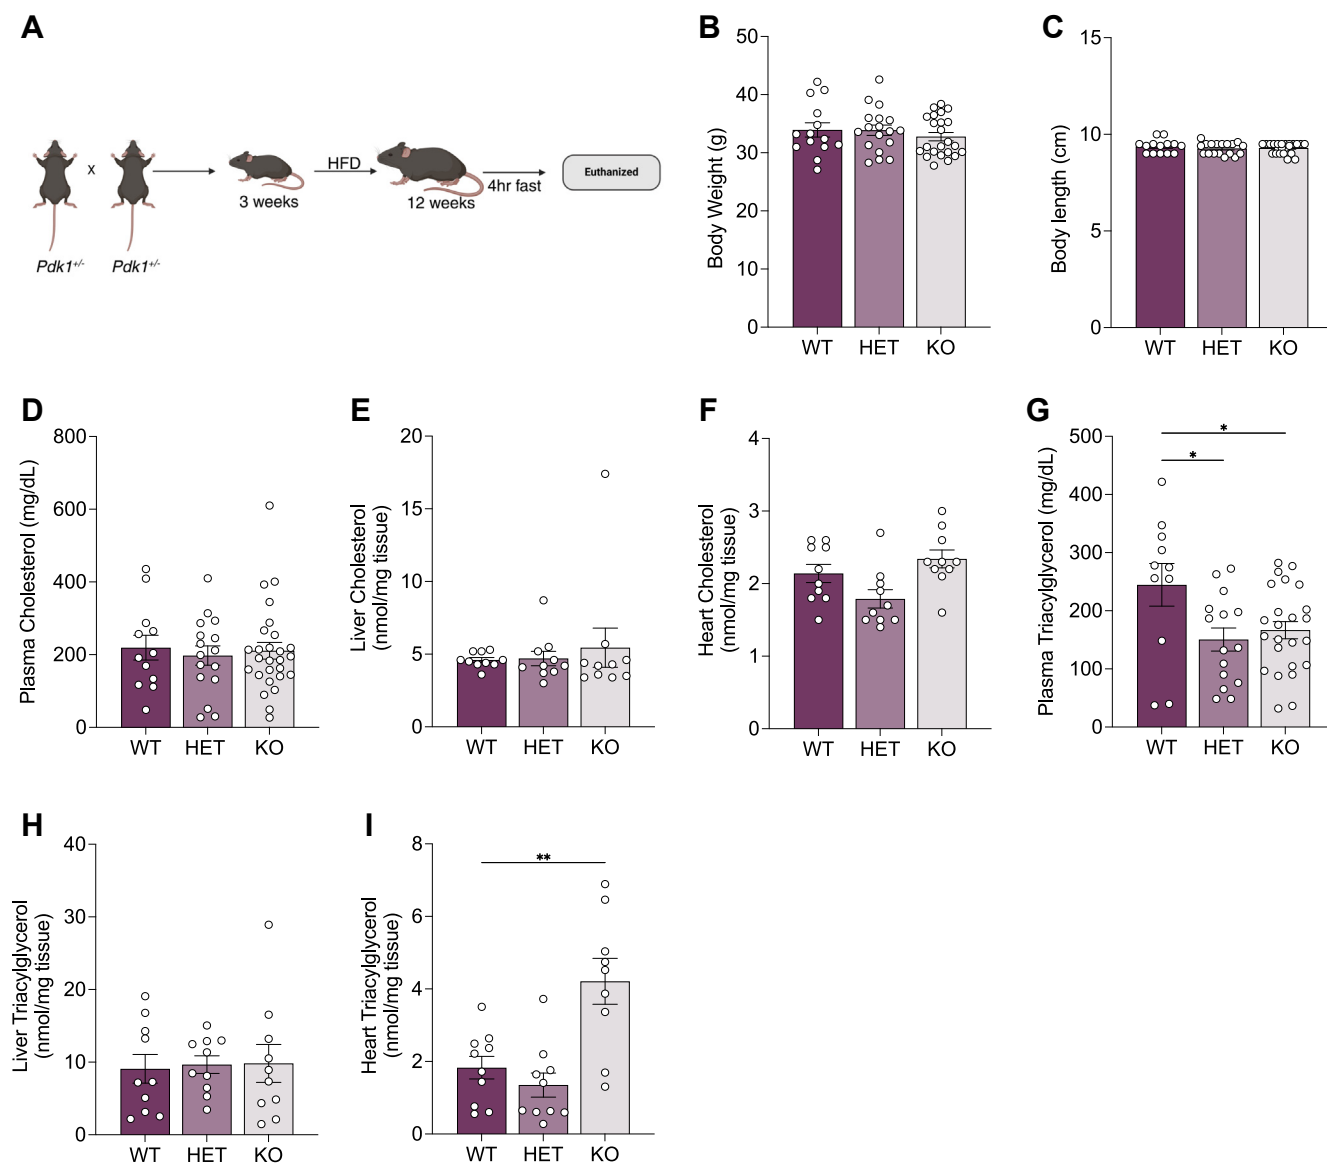 A
x
Pdk1+/-
Pdk1+/-
3 weeks
HFD
12 weeks
4hr fast
Euthanized
B
Body Weight (g)
50
40
30
20
10
0
WT HET KO
C
Body length (cm)
15
10
5
0
WT HET KO
D
Plasma Cholesterol (mg/dL)
800
600
400
200
0
WT HET KO
E
Liver Cholesterol
(nmol/mg tissue)
20
15
10
5
0
WT HET KO
F
Heart Cholesterol
(nmol/mg tissue)
4
3
2
1
0
WT HET KO
G
Plasma Triacylglycerol (mg/dL)
500
400
300
200
100
0
*
*
WT HET KO
H
Liver Triacylglycerol
(nmol/mg tissue)
40
30
20
10
0
WT HET KO
I
Heart Triacylglycerol
(nmol/mg tissue)
8
6
4
2
0
**
WT HET KO